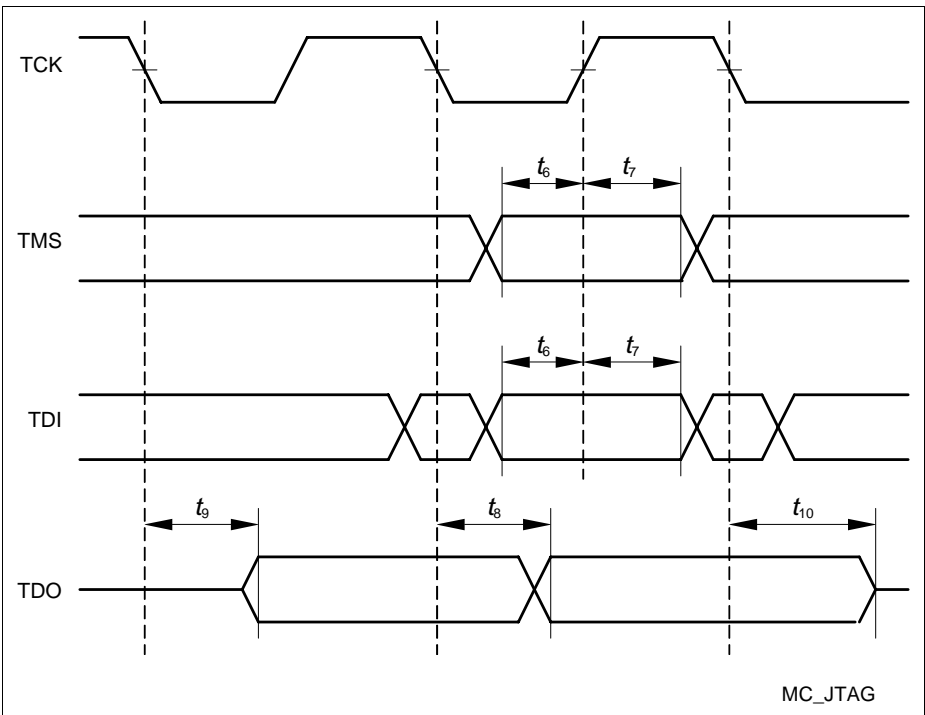 TCK
t6 t7
TMS
t6 t7
TDI
t9 t8 t10
TDO
MC_JTAG